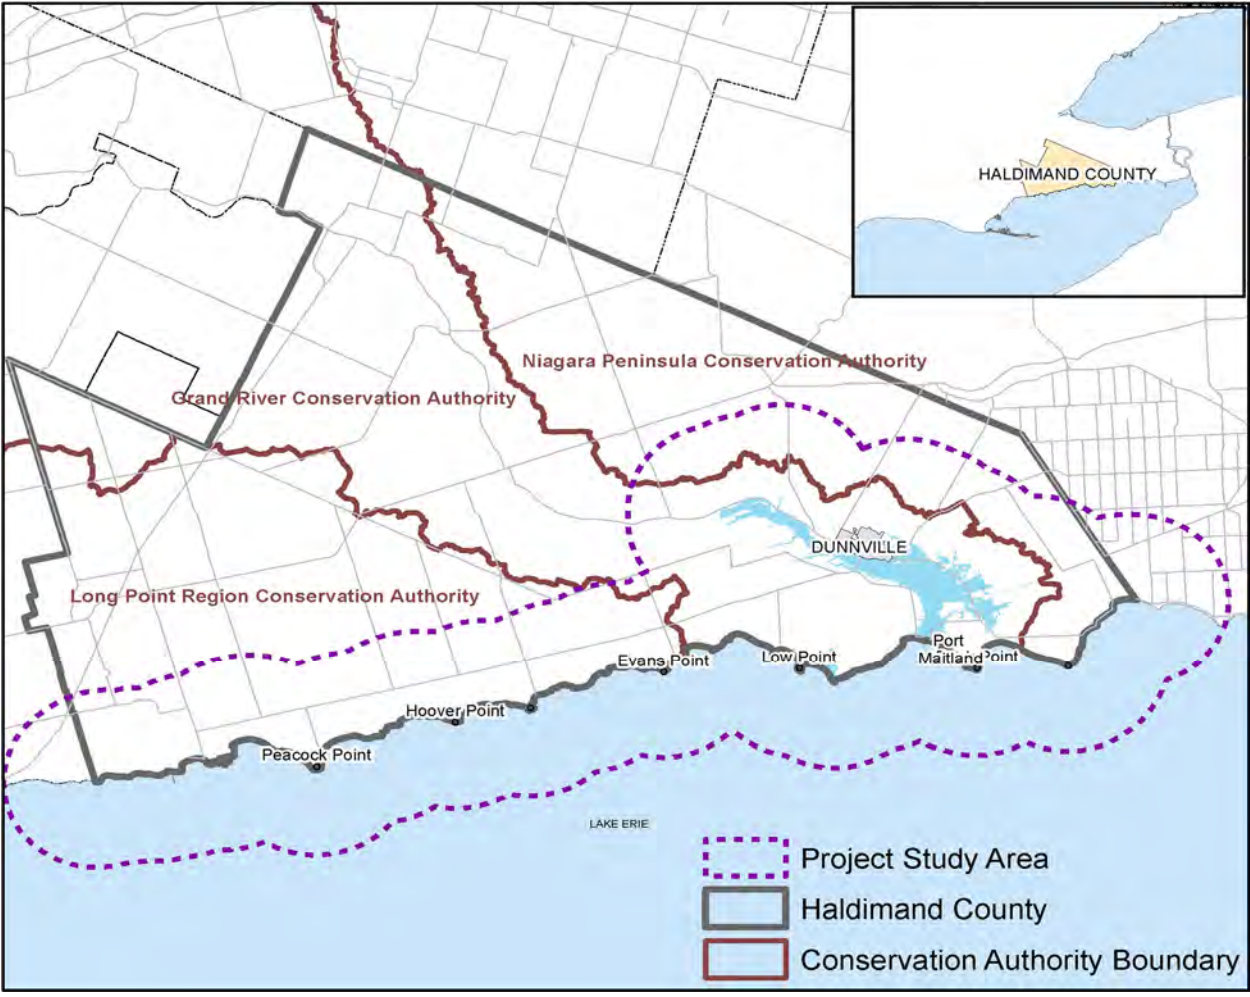 HALDIMAND COUNTY
Niagara Peninsula Conservation Authority
Grand River Conservation Authority
DUNNVILLE
Long Point Region Conservation Authority
Port
Maitland Point
Evans Point
Low Point
Hoover Point
Peacock Point
LAKE ERIE
Project Study Area
Haldimand County
Conservation Authority Boundary